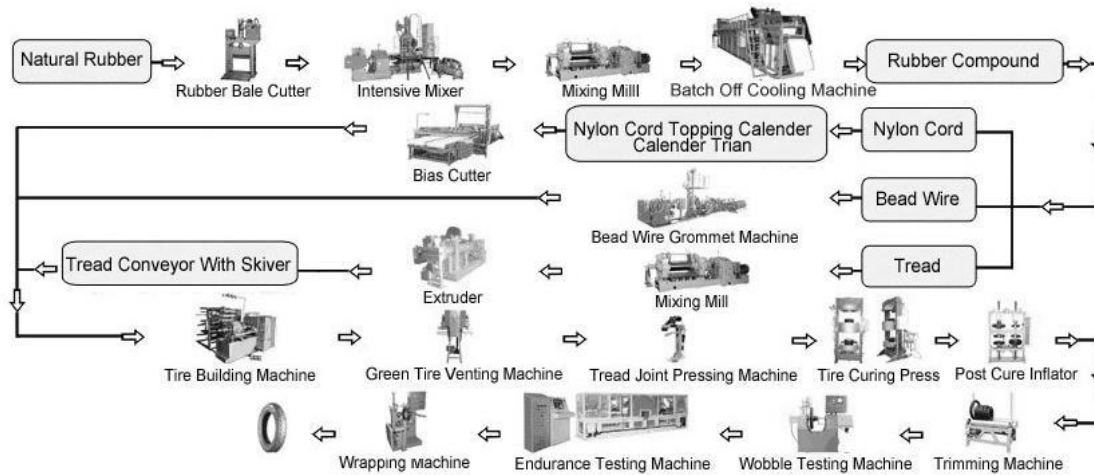 Natural Rubber
Rubber Bale Cutter
Intensive Mixer
Mixing Milll
Batch Off Cooling Machine
Rubber Compound
Nylon Cord
Nylon Cord Topping Calender
Calender Trian
Bias Cutter
Bead Wire
Bead Wire Grommet Machine
Tread
Mixing Mill
Extruder
Tread Conveyor With Skiver
Tire Building Machine
Green Tire Venting Machine
Tread Joint Pressing Machine
Tire Curing Press
Post Cure Inflator
Trimming Machine
Wobble Testing Machine
Endurance Testing Machine
Wrapping Machine